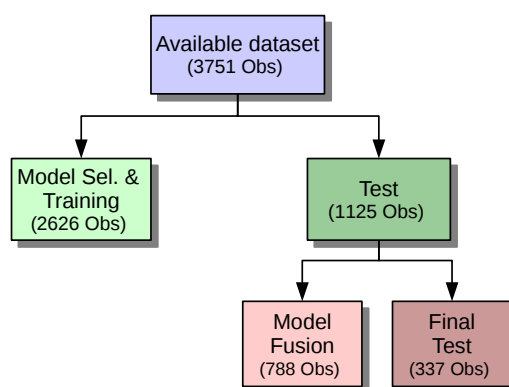 Available dataset
(3751 Obs)
Model Sel. &
Training
(2626 Obs)
Test
(1125 Obs)
Model
Fusion
(788 Obs)
Final
Test
(337 Obs)